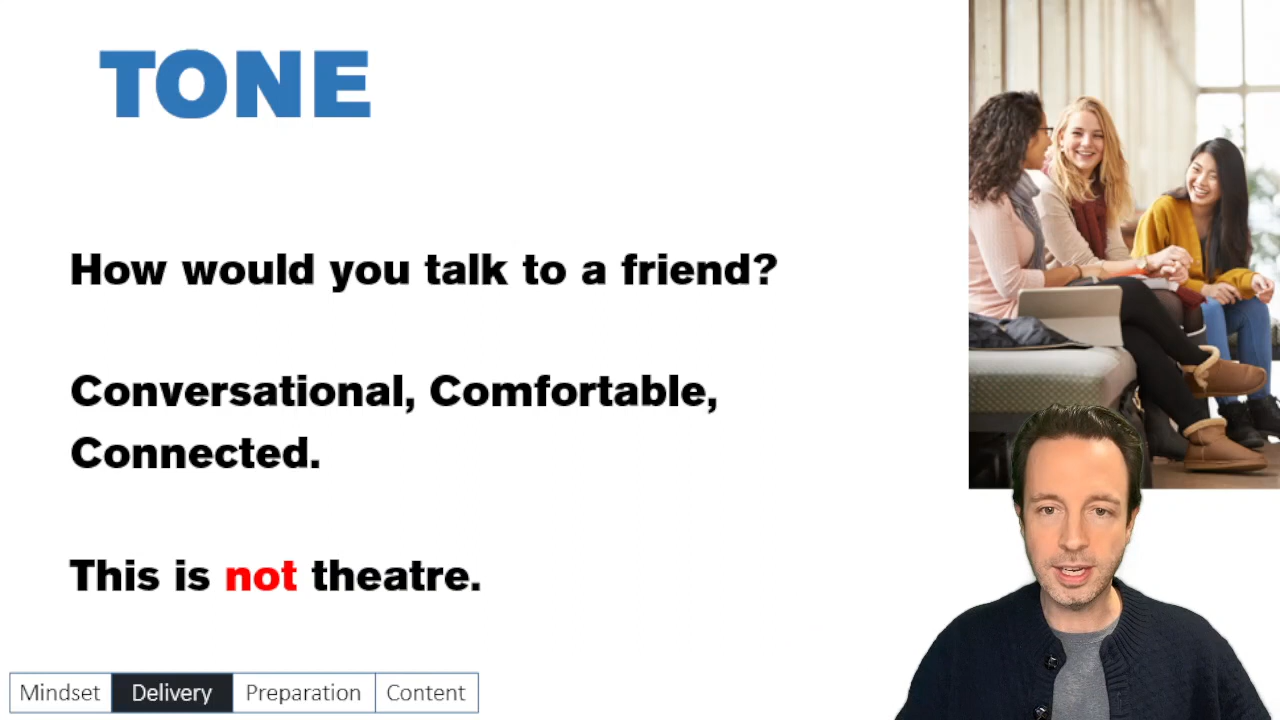 TONE
How would you talk to a friend?
Conversational, Comfortable,
Connected.
This is not theatre.
Mindset Delivery Preparation Content